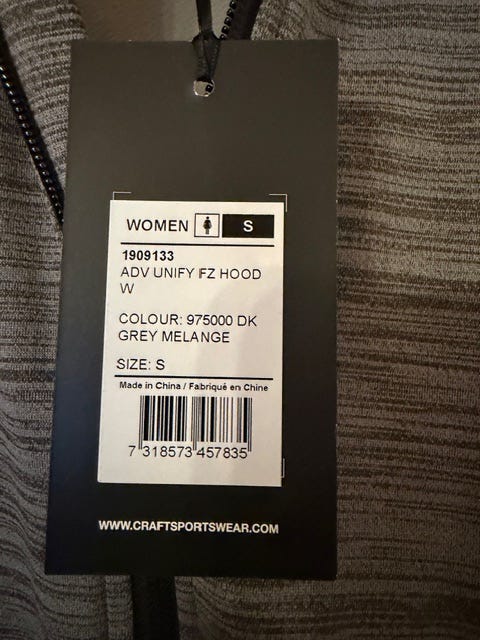 WOMEN S
1909133
ADV UNIFY FZ HOOD
W
COLOUR: 975000 DK
GREY MELANGE
SIZE: S
Made in China / Fabriqué en Chine
7 318573 457835
WWW.CRAFTSPORTSWEAR.COM